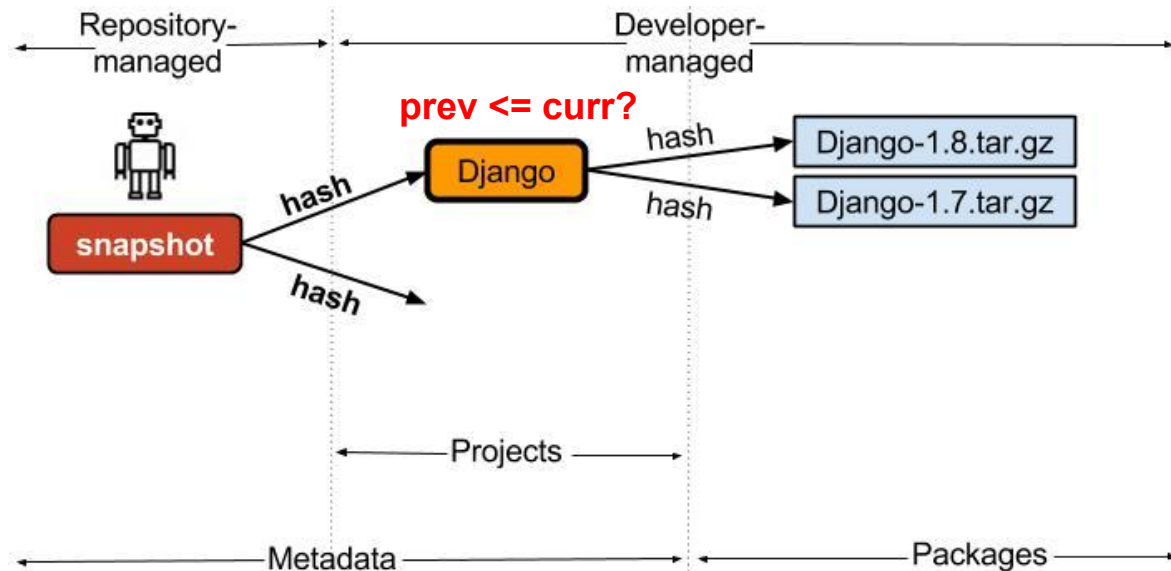 Repository-
managed
Developer-
managed
prev <= curr?
hash
Django
hash
hash
Django-1.8.tar.gz
Django-1.7.tar.gz
snapshot
hash
Projects
Metadata
Packages